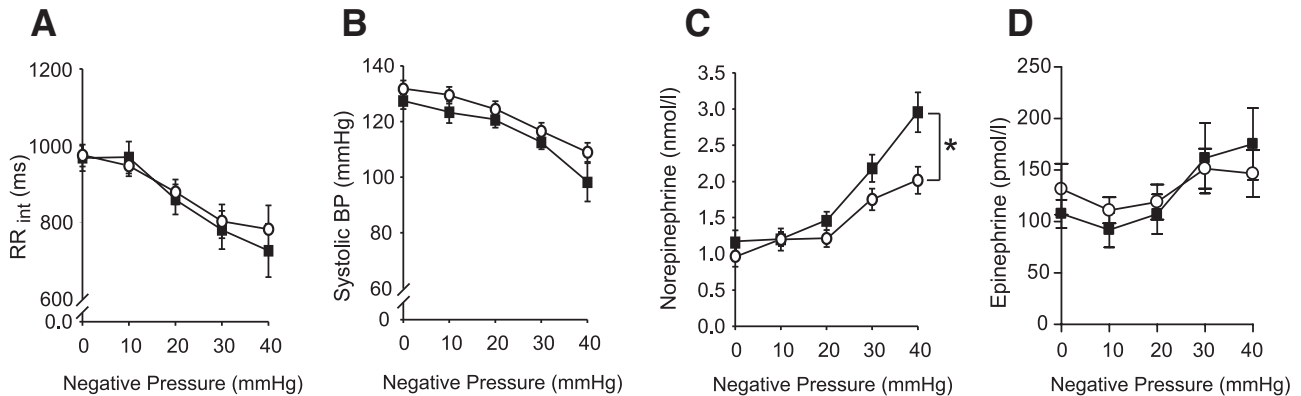 A
B
C
D
RR int (ms)
1200
1000
800
600
0.0
0 10 20 30 40
Negative Pressure (mmHg)
Systolic BP (mmHg)
140
120
100
80
60
0
0 10 20 30 40
Negative Pressure (mmHg)
Norepinephrine (nmol/l)
3.5
3.0
2.5
2.0
1.5
1.0
0.5
0.0
0 10 20 30 40
Negative Pressure (mmHg)
*
Epinephrine (pmol/l)
250
200
150
100
50
0
0 10 20 30 40
Negative Pressure (mmHg)